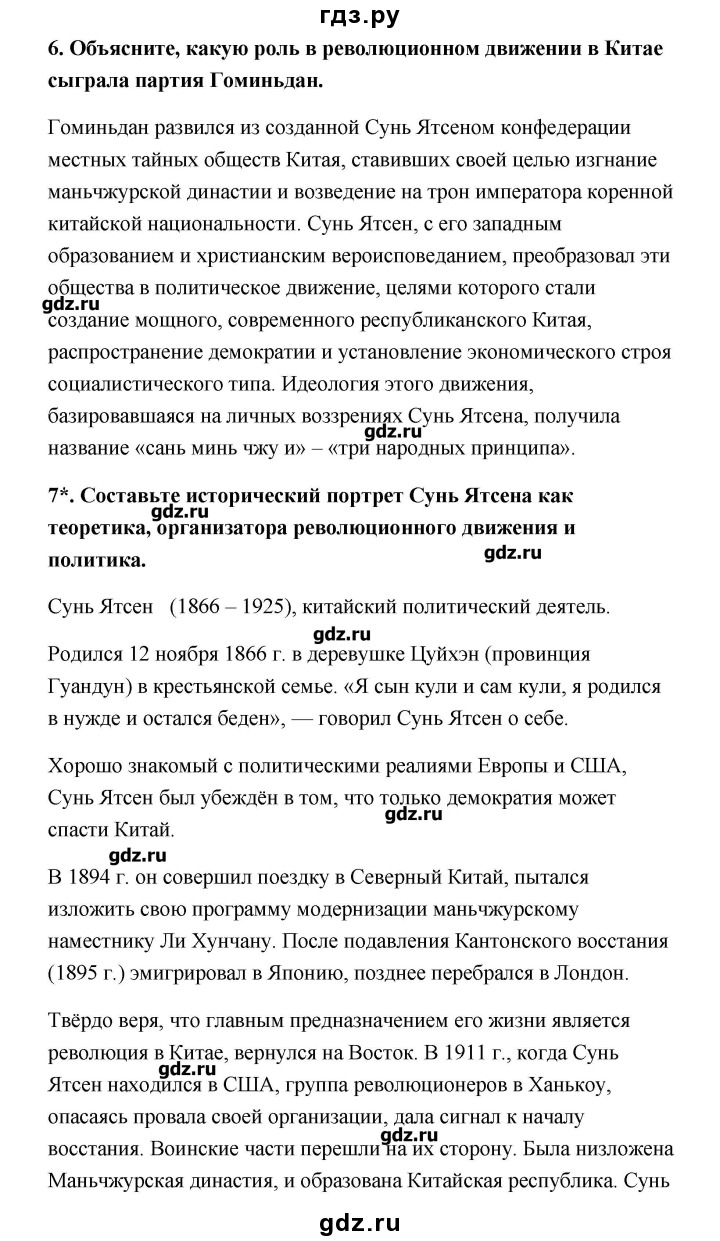 гдз.ру
6. Объясните, какую роль в революционном движении в Китае
сыграла партия Гоминьдан.
Гоминьдан развился из созданной Сунь Ятсеном конфедерации
местных тайных обществ Китая, ставивших своей целью изгнание
маньчжурской династии и возведение на трон императора коренной
китайской национальности. Сунь Ятсен, с его западным
образованием и христианским вероисповеданием, преобразовал эти
общества в политическое движение, целями которого стали
gdz.ru
создание мощного, современного республиканского Китая,
распространение демократии и установление экономического строя
социалистического типа. Идеология этого движения,
базировавшаяся на личных воззрениях Сунь Ятсена, получила
gdz.ru
название «сань минь чжу и» – «три народных принципа».
7*. Составьте исторический портрет Сунь Ятсена как
gdz.ru
теоретика, организатора революционного движения и
gdz.ru
политика.
Сунь Ятсен (1866 – 1925), китайский политический деятель.
gdz.ru
Родился 12 ноября 1866 г. в деревушке Цуйхэн (провинция
Гуандун) в крестьянской семье. «Я сын кули и сам кули, я родился
в нужде и остался беден», — говорил Сунь Ятсен о себе.
Хорошо знакомый с политическими реалиями Европы и США,
Сунь Ятсен был убеждён в том, что только демократия может
gdz.ru
спасти Китай.
gdz.ru
В 1894 г. он совершил поездку в Северный Китай, пытался
изложить свою программу модернизации маньчжурскому
наместнику Ли Хунчану. После подавления Кантонского восстания
(1895 г.) эмигрировал в Японию, позднее перебрался в Лондон.
Твёрдо веря, что главным предназначением его жизни является
революция в Китае, вернулся на Восток. В 1911 г., когда Сунь
gdz.ru
Ятсен находился в США, группа революционеров в Ханькоу,
опасаясь провала своей организации, дала сигнал к началу
gdz.ru
восстания. Воинские части перешли на их сторону. Была низложена
Маньчжурская династия, и образована Китайская республика. Сунь
gdz.ru